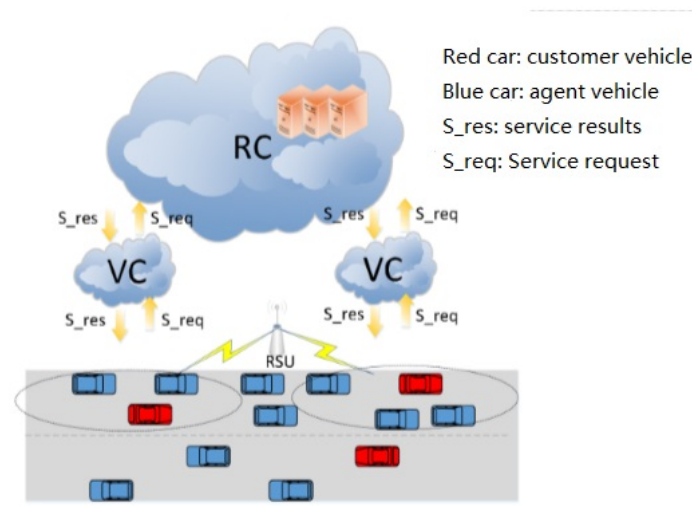 Red car: customer vehicle
Blue car: agent vehicle
S_res: service results
S_req: Service request
RC
S_res S_req
S_res S_req
VC
VC
S_res S_req
S_res S_req
RSU